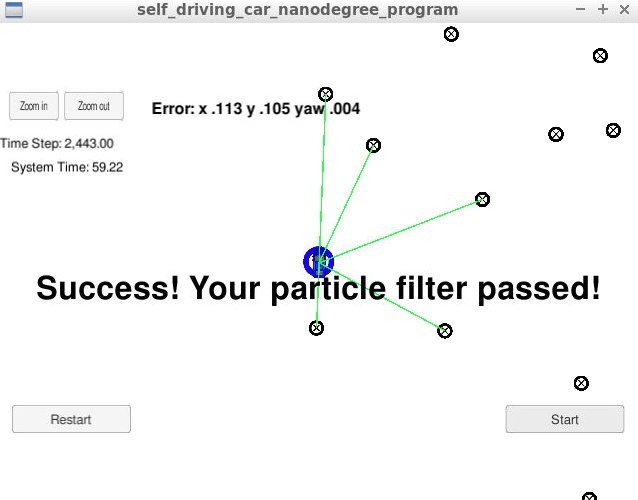 self_driving_car_nanodegree_program
Zoom in
Zoom out
Error: x .113 y .105 yaw .004
Time Step: 2,443.00
System Time: 59.22
Success! Your particle filter passed!
Restart
Start